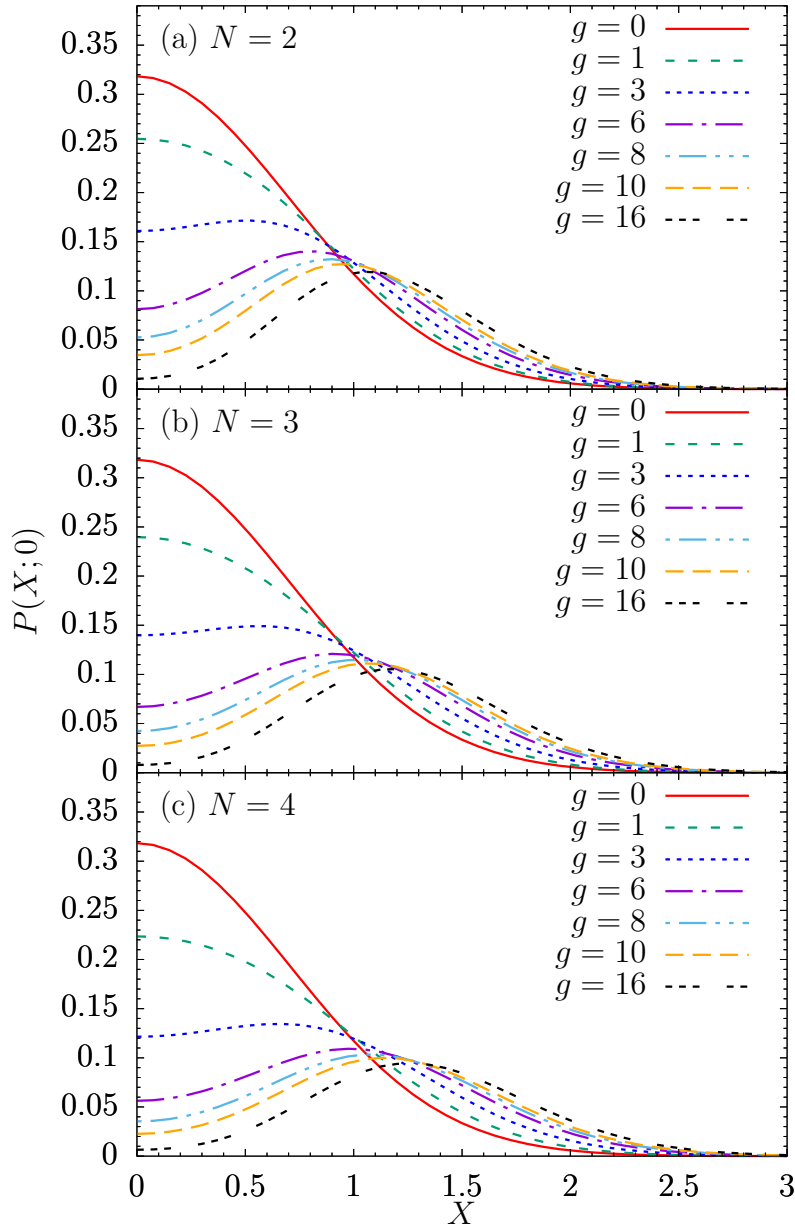 (a) N = 2
0.35
0.3
0.25
0.2
0.15
0.1
0.05
0
g = 0
g = 1
g = 3
g = 6
g = 8
g = 10
g = 16
(b) N = 3
0.35
0.3
0.25
0.2
0.15
0.1
0.05
0
g = 0
g = 1
g = 3
g = 6
g = 8
g = 10
g = 16
P(X; 0)
(c) N = 4
0.35
0.3
0.25
0.2
0.15
0.1
0.05
0
g = 0
g = 1
g = 3
g = 6
g = 8
g = 10
g = 16
0 0.5 1 1.5 2 2.5 3
X